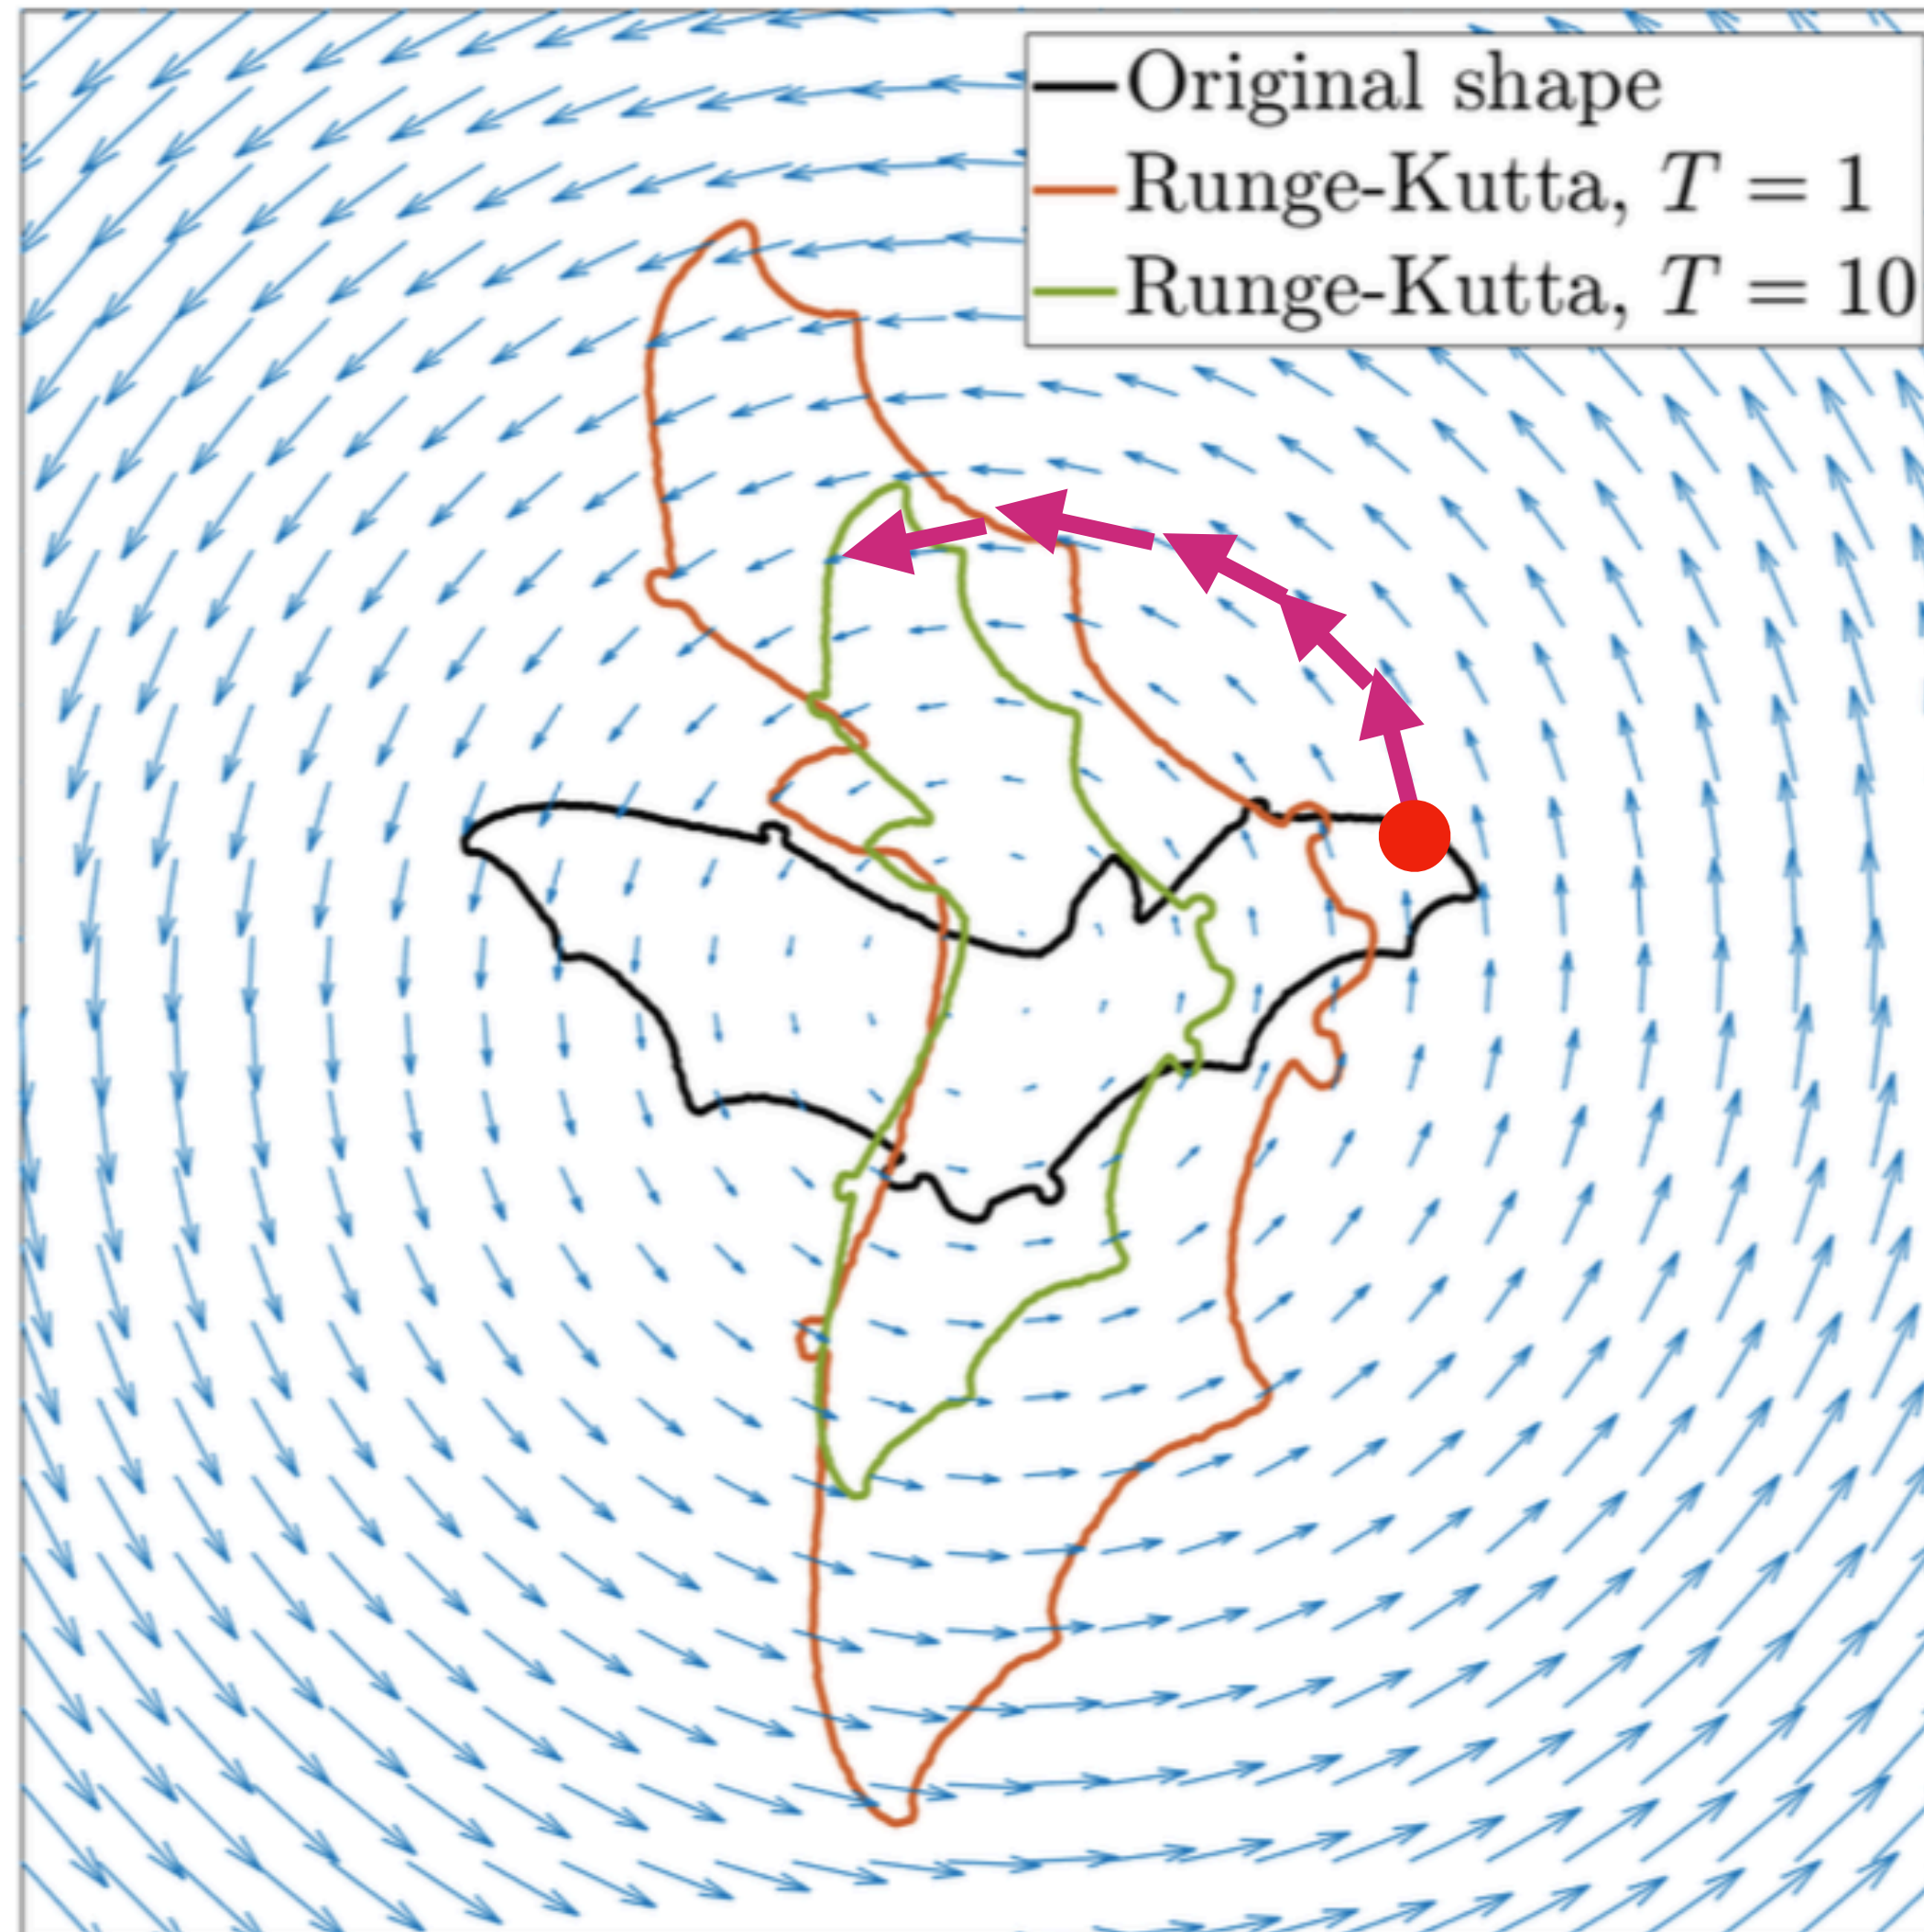 Original shape
Runge-Kutta, T = 1
Runge-Kutta, T = 10